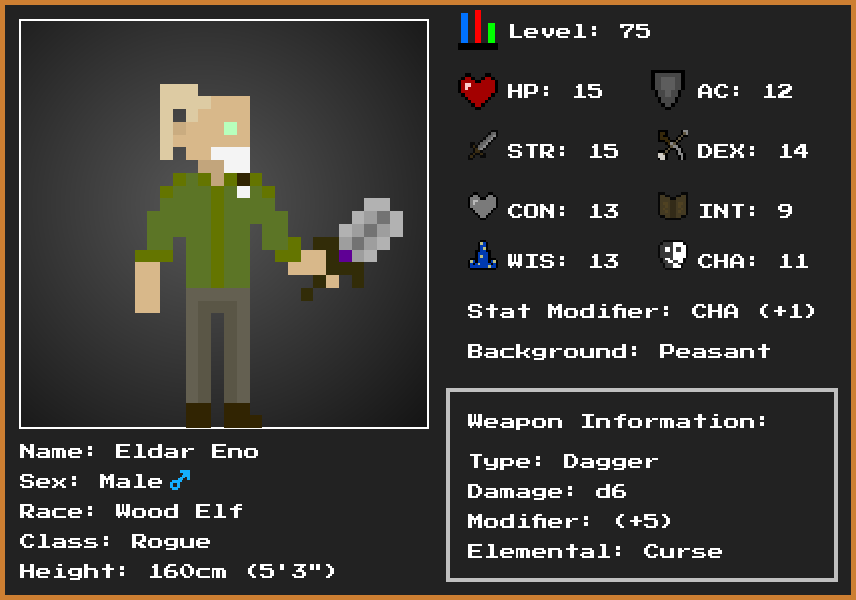 Level: 75
HP: 15
AC: 12
STR: 15
DEX: 14
CON: 13
INT: 9
WIS: 13
CHA: 11
Stat Modifier: CHA (+1)
Background: Peasant
Weapon Information:
Type: Dagger
Damage: d6
Modifier: (+5)
Elemental: Curse
Name: Eldar Eno
Sex: Male ♂
Race: Wood Elf
Class: Rogue
Height: 160cm (5'3")